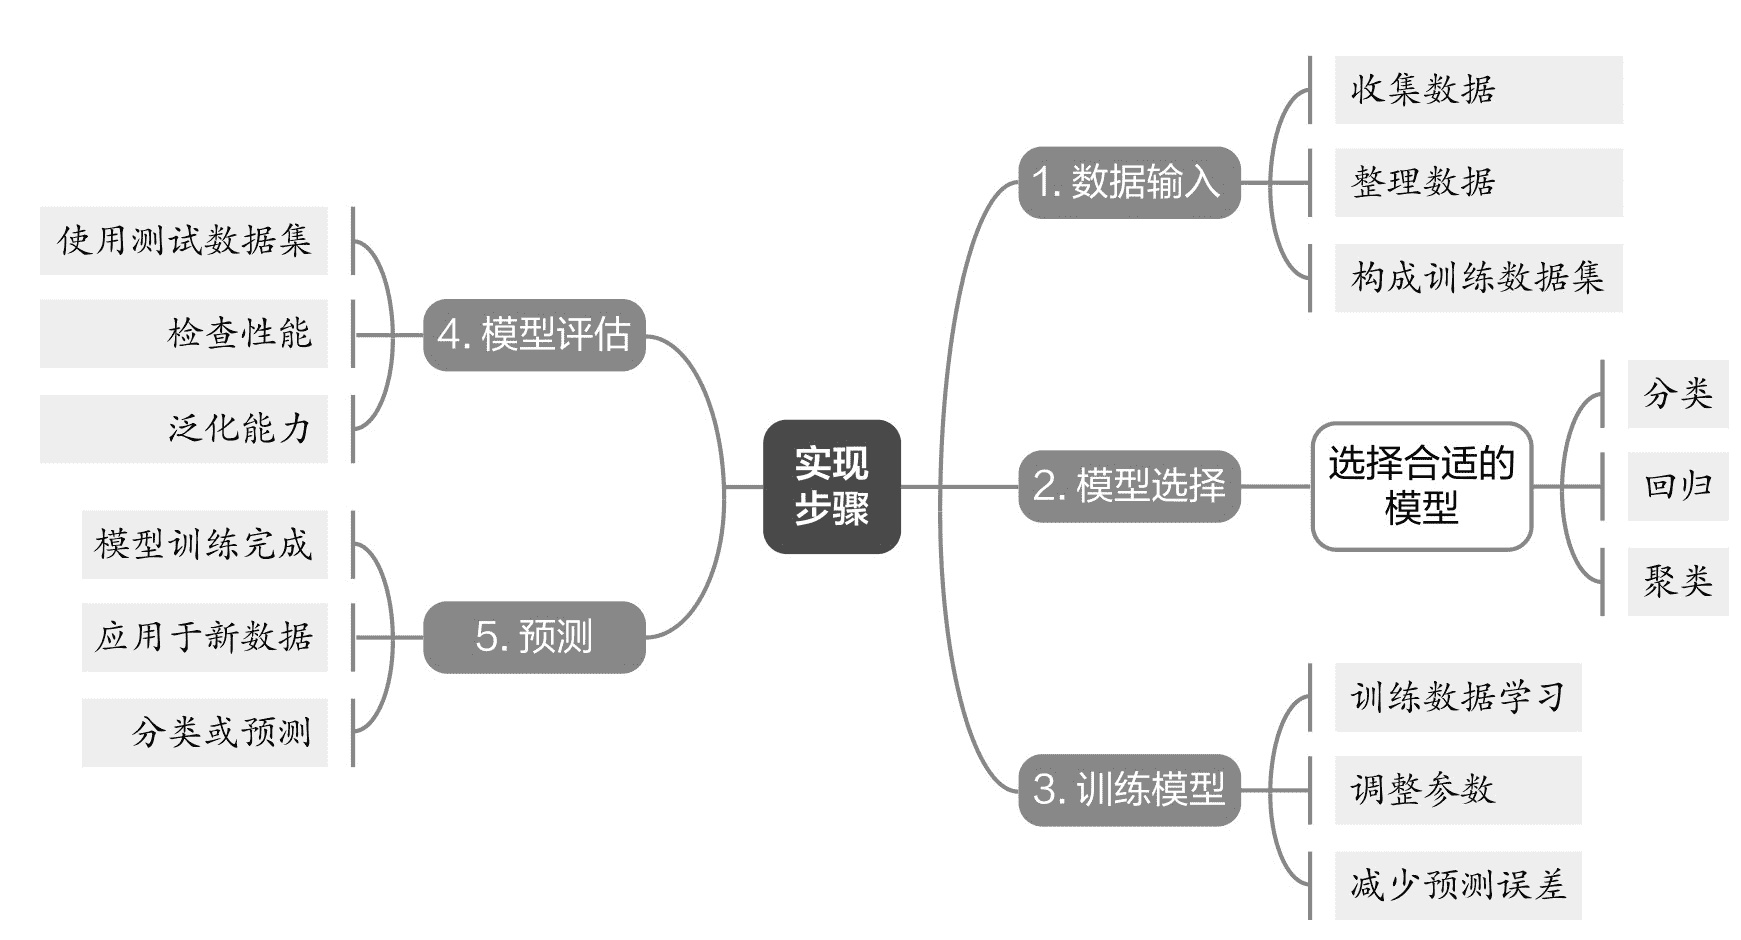 实现
步骤
1. 数据输入
收集数据
整理数据
构成训练数据集
2. 模型选择
选择合适的
模型
分类
回归
聚类
3. 训练模型
训练数据学习
调整参数
减少预测误差
4. 模型评估
使用测试数据集
检查性能
泛化能力
5. 预测
模型训练完成
应用于新数据
分类或预测